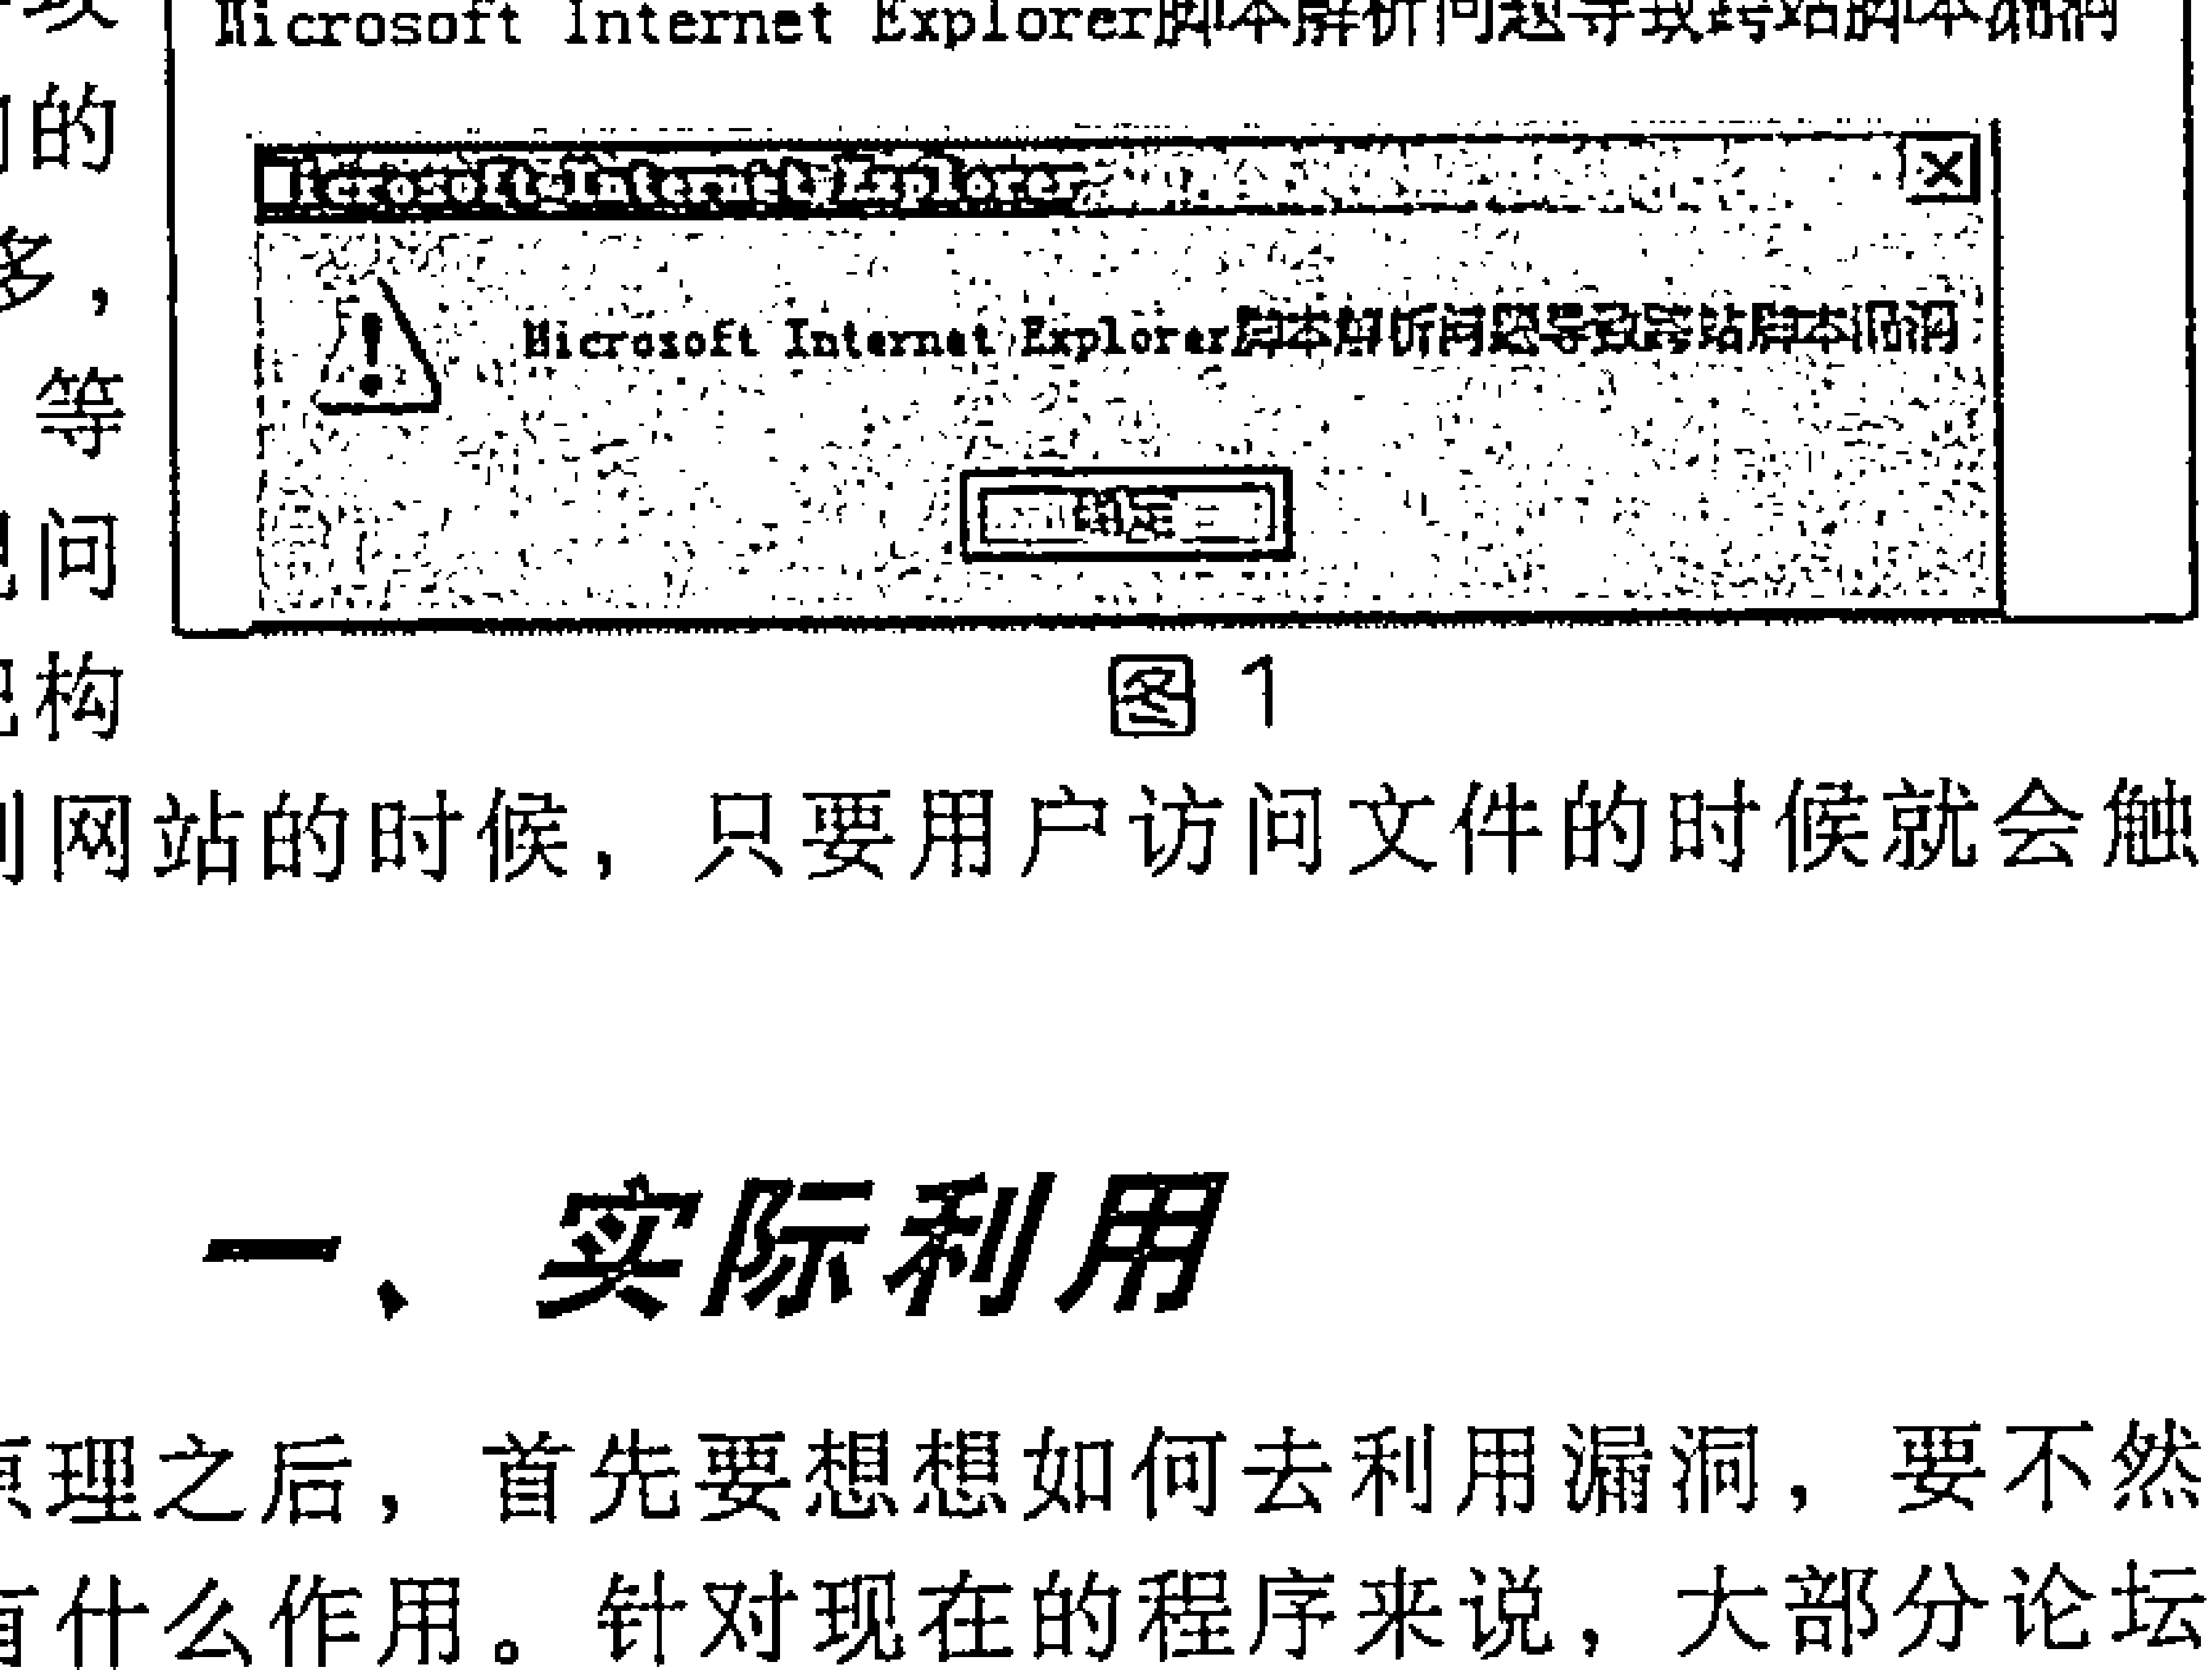 Microsoft Internet Explorer脚本解析问题导致跨站脚本漏洞
的
Microsoft Internet Explorer
多，
Microsoft Internet Explorer脚本解析问题导致跨站脚本漏洞
等
确定
问
构
图 1
网站的时候，只要用户访问文件的时候就会触
一、实际利用
原理之后，首先要想想如何去利用漏洞，要不然
有什么作用。针对现在的程序来说，大部分论坛